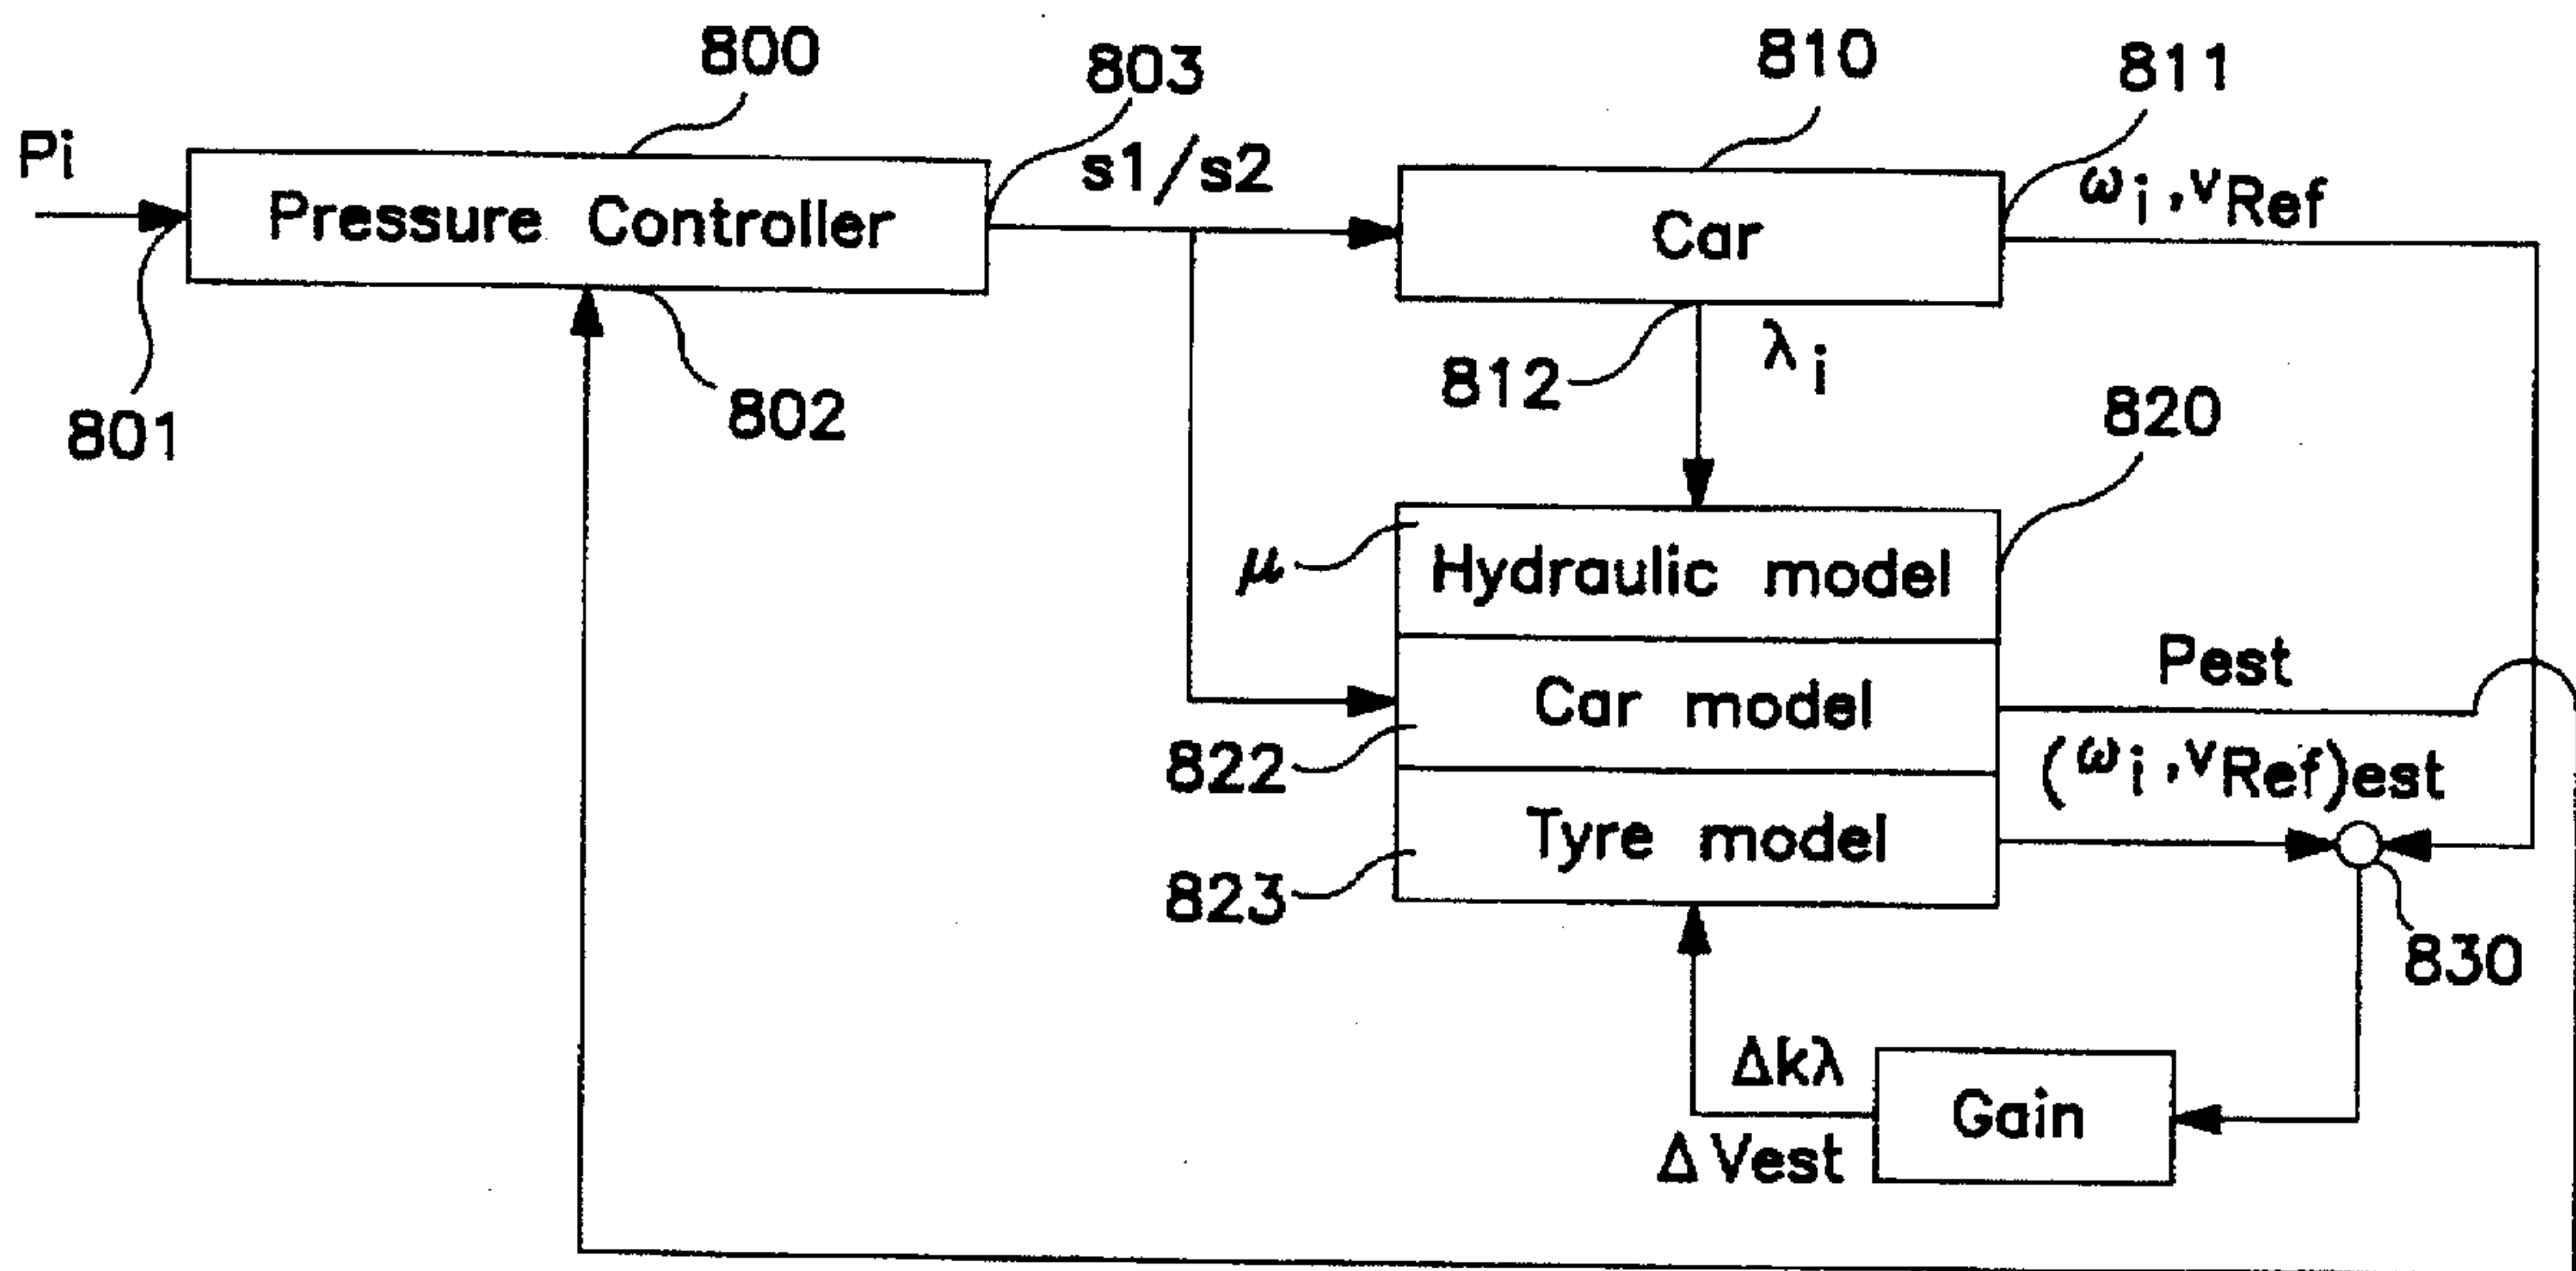 800
803
810
811
Pi
s1/s2
ωi,vRef
Pressure Controller
Car
801
802
812
λi
820
μ
Hydraulic model
Pest
Car model
822
(ωi,vRef)est
Tyre model
823
830
Δkλ
Gain
ΔVest